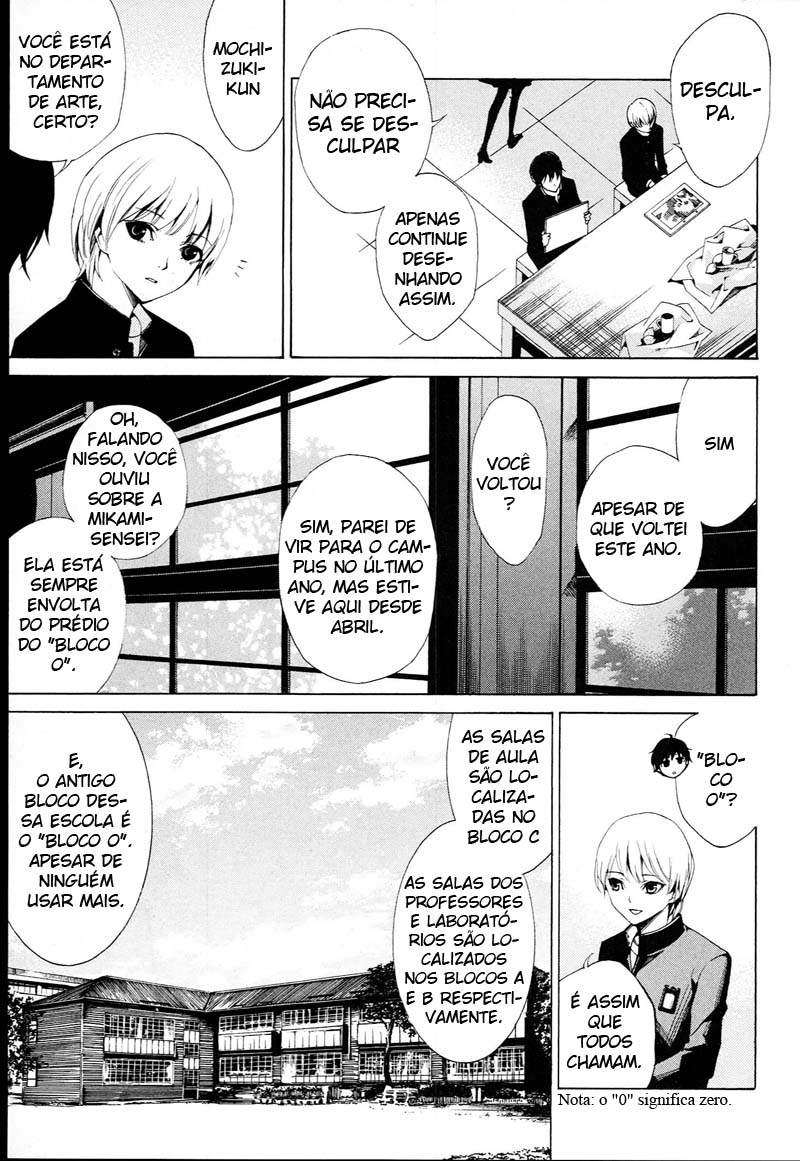 DESCUL-
PA.
NÃO PRECI-
SA SE DES-
CULPAR
APENAS
CONTINUE
DESE-
NHANDO
ASSIM.
MOCHI-
ZUKI-
KUN
VOCÊ ESTÁ
NO DEPAR-
TAMENTO
DE ARTE,
CERTO?
SIM
APESAR DE
QUE VOLTEI
ESTE ANO.
VOCÊ
VOLTOU
?
SIM, PAREI DE
VIR PARA O CAM-
PUS NO ÚLTIMO
ANO, MAS ESTI-
VE AQUI DESDE
ABRIL.
OH,
FALANDO
NISSO, VOCÊ
OUVIU
SOBRE A
MIKAMI-
SENSEI?
ELA ESTÁ
SEMPRE
ENVOLTA
DO PRÉDIO
DO "BLOCO
0".
"BLO-
CO
0"?
É ASSIM
QUE
TODOS
CHAMAM.
Nota: o "0" significa zero.
AS SALAS
DE AULA
SÃO LO-
CALIZA-
DAS NO
BLOCO C
AS SALAS DOS
PROFESSORES
E LABORATÓ-
RIOS SÃO LO-
CALIZADOS
NOS BLOCOS A
E B RESPECTI-
VAMENTE.
E,
O ANTIGO
BLOCO DES-
SA ESCOLA É
O "BLOCO 0".
APESAR DE
NINGUÉM
USAR MAIS.